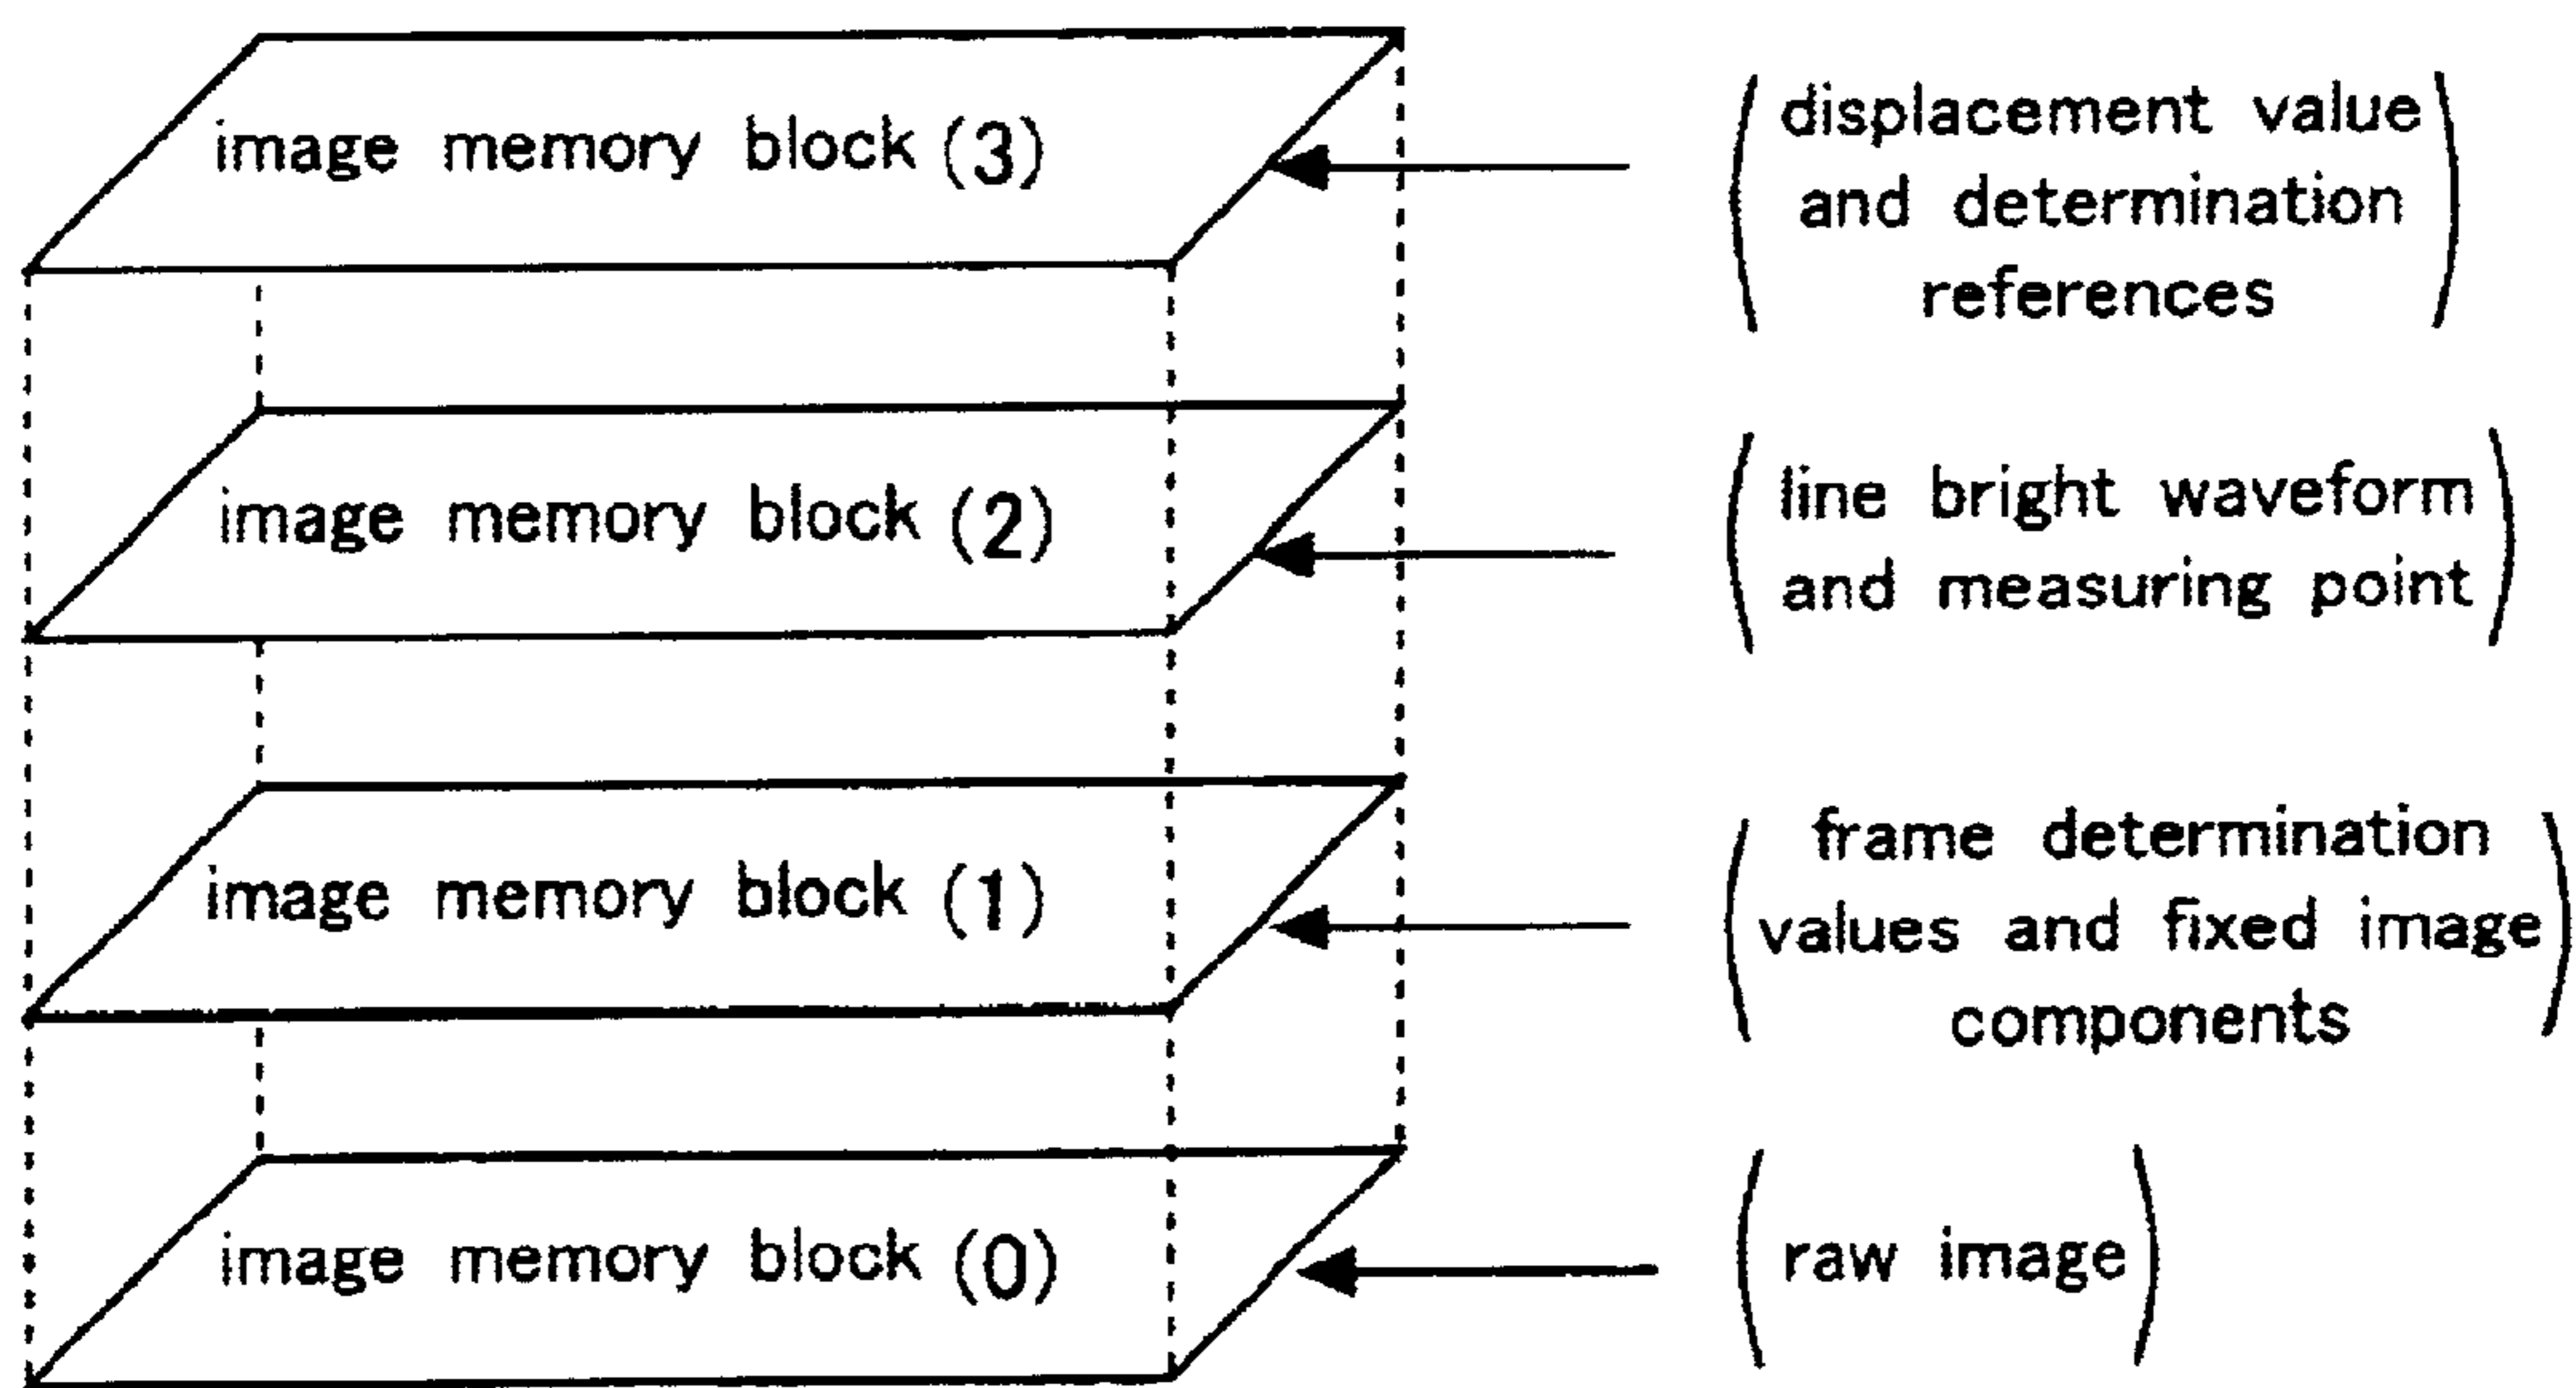 image memory block (3)
displacement value
and determination
references
image memory block (2)
line bright waveform
and measuring point
image memory block (1)
frame determination
values and fixed image
components
image memory block (0)
raw image